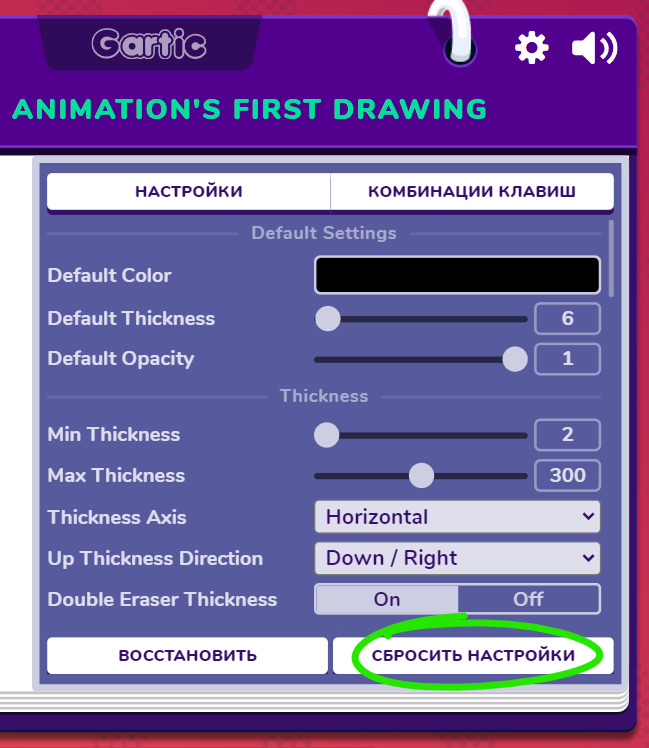 Gartic
ANIMATION'S FIRST DRAWING
НАСТРОЙКИ КОМБИНАЦИИ КЛАВИШ
Default Settings
Default Color
Default Thickness 6
Default Opacity 1
Thickness
Min Thickness 2
Max Thickness 300
Thickness Axis Horizontal
Up Thickness Direction Down / Right
Double Eraser Thickness On Off
ВОССТАНОВИТЬ СБРОСИТЬ НАСТРОЙКИ